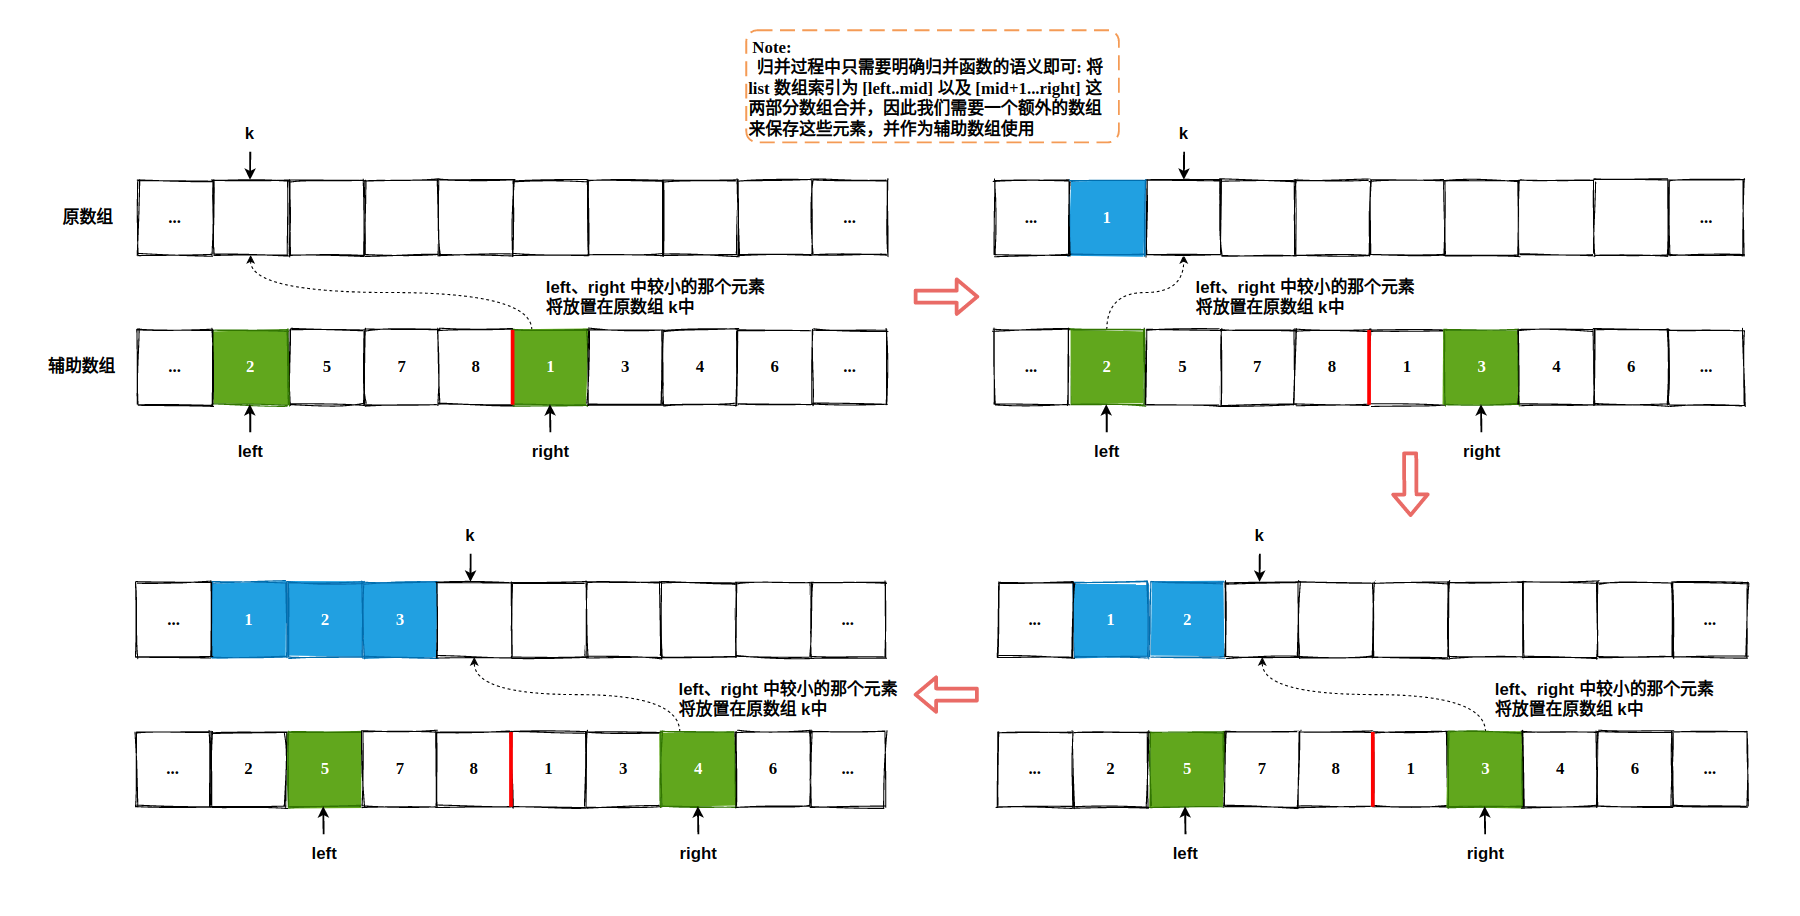 Note:
归并过程中只需要明确归并函数的语义即可: 将
list 数组索引为 [left..mid] 以及 [mid+1...right] 这
两部分数组合并，因此我们需要一个额外的数组
来保存这些元素，并作为辅助数组使用
k
原数组
... ...
left、right 中较小的那个元素
将放置在原数组 k中
辅助数组
... 2 5 7 8 1 3 4 6 ...
left right
k
... 1 ...
left、right 中较小的那个元素
将放置在原数组 k中
... 2 5 7 8 1 3 4 6 ...
left right
k
... 1 2 ...
left、right 中较小的那个元素
将放置在原数组 k中
... 2 5 7 8 1 3 4 6 ...
left right
k
... 1 2 3 ...
left、right 中较小的那个元素
将放置在原数组 k中
... 2 5 7 8 1 3 4 6 ...
left right